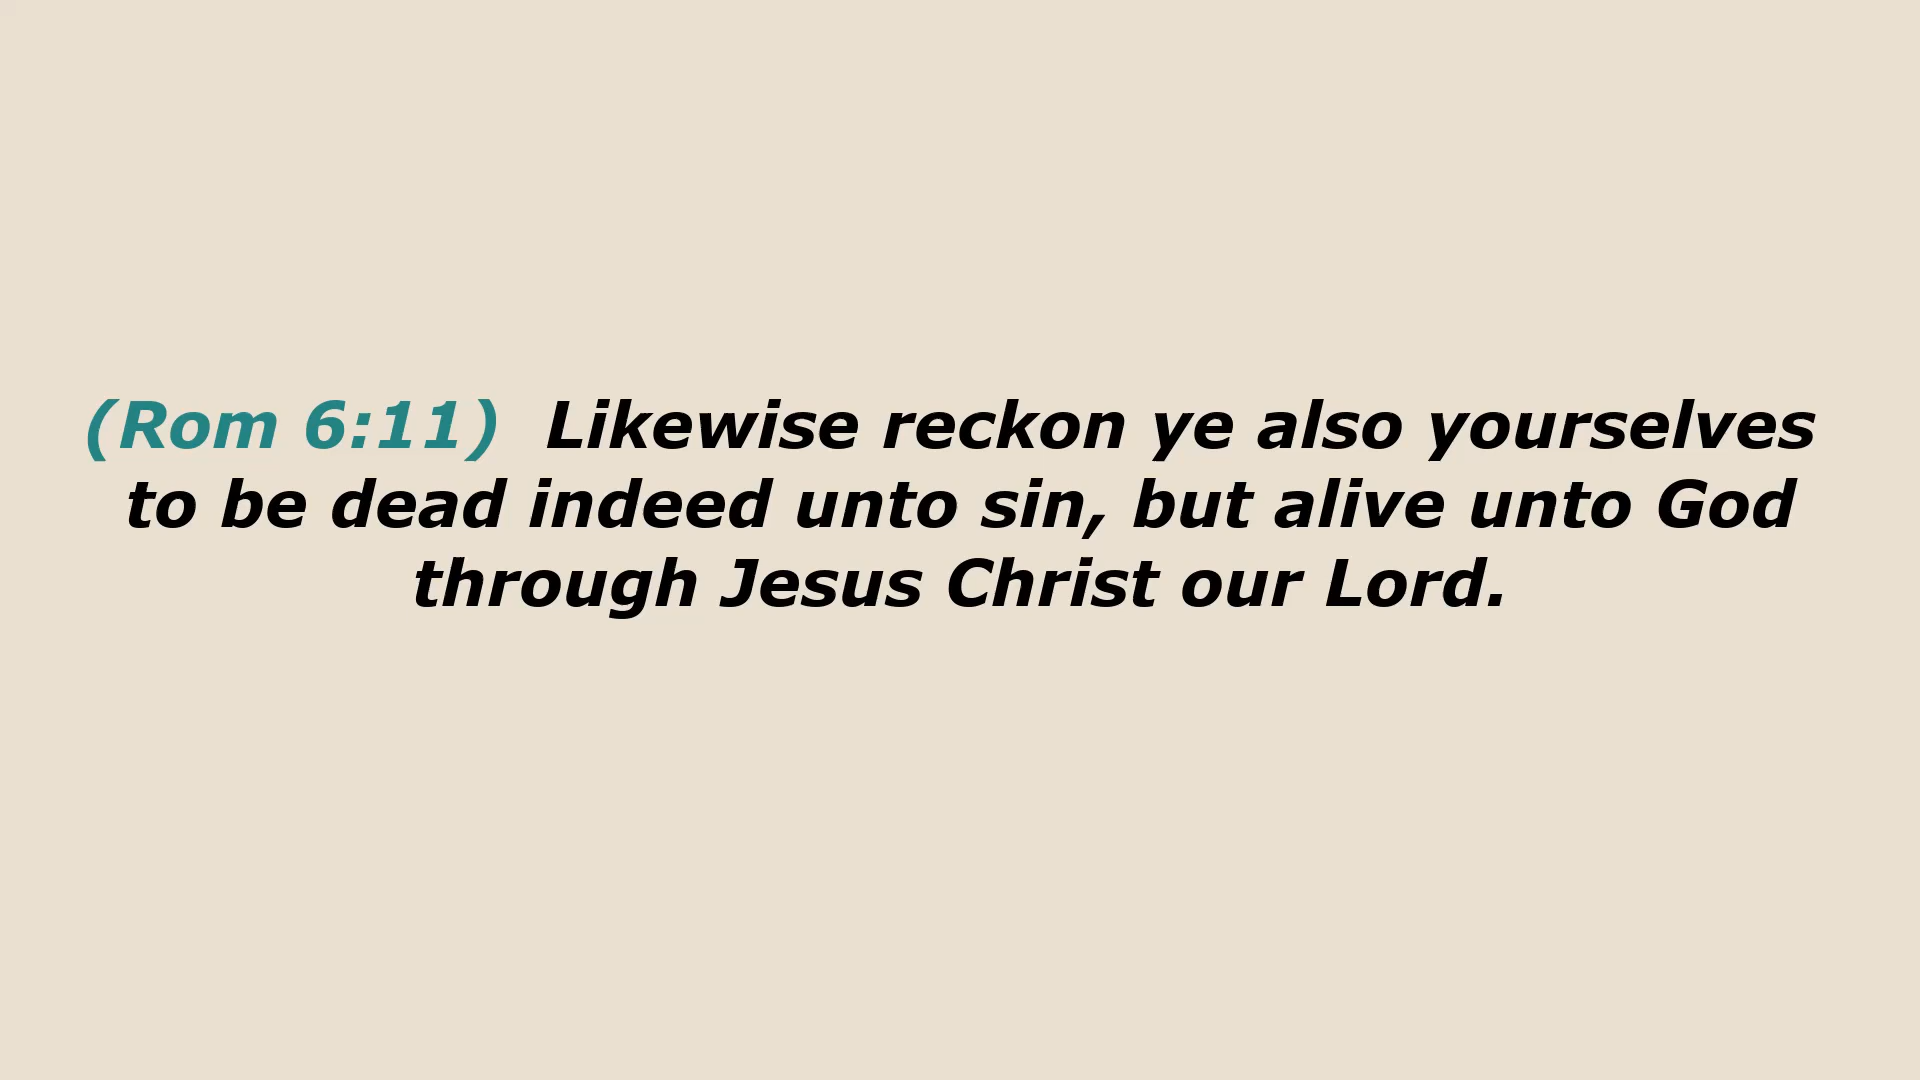 (Rom 6:11)  Likewise reckon ye also yourselves
to be dead indeed unto sin, but alive unto God
through Jesus Christ our Lord.